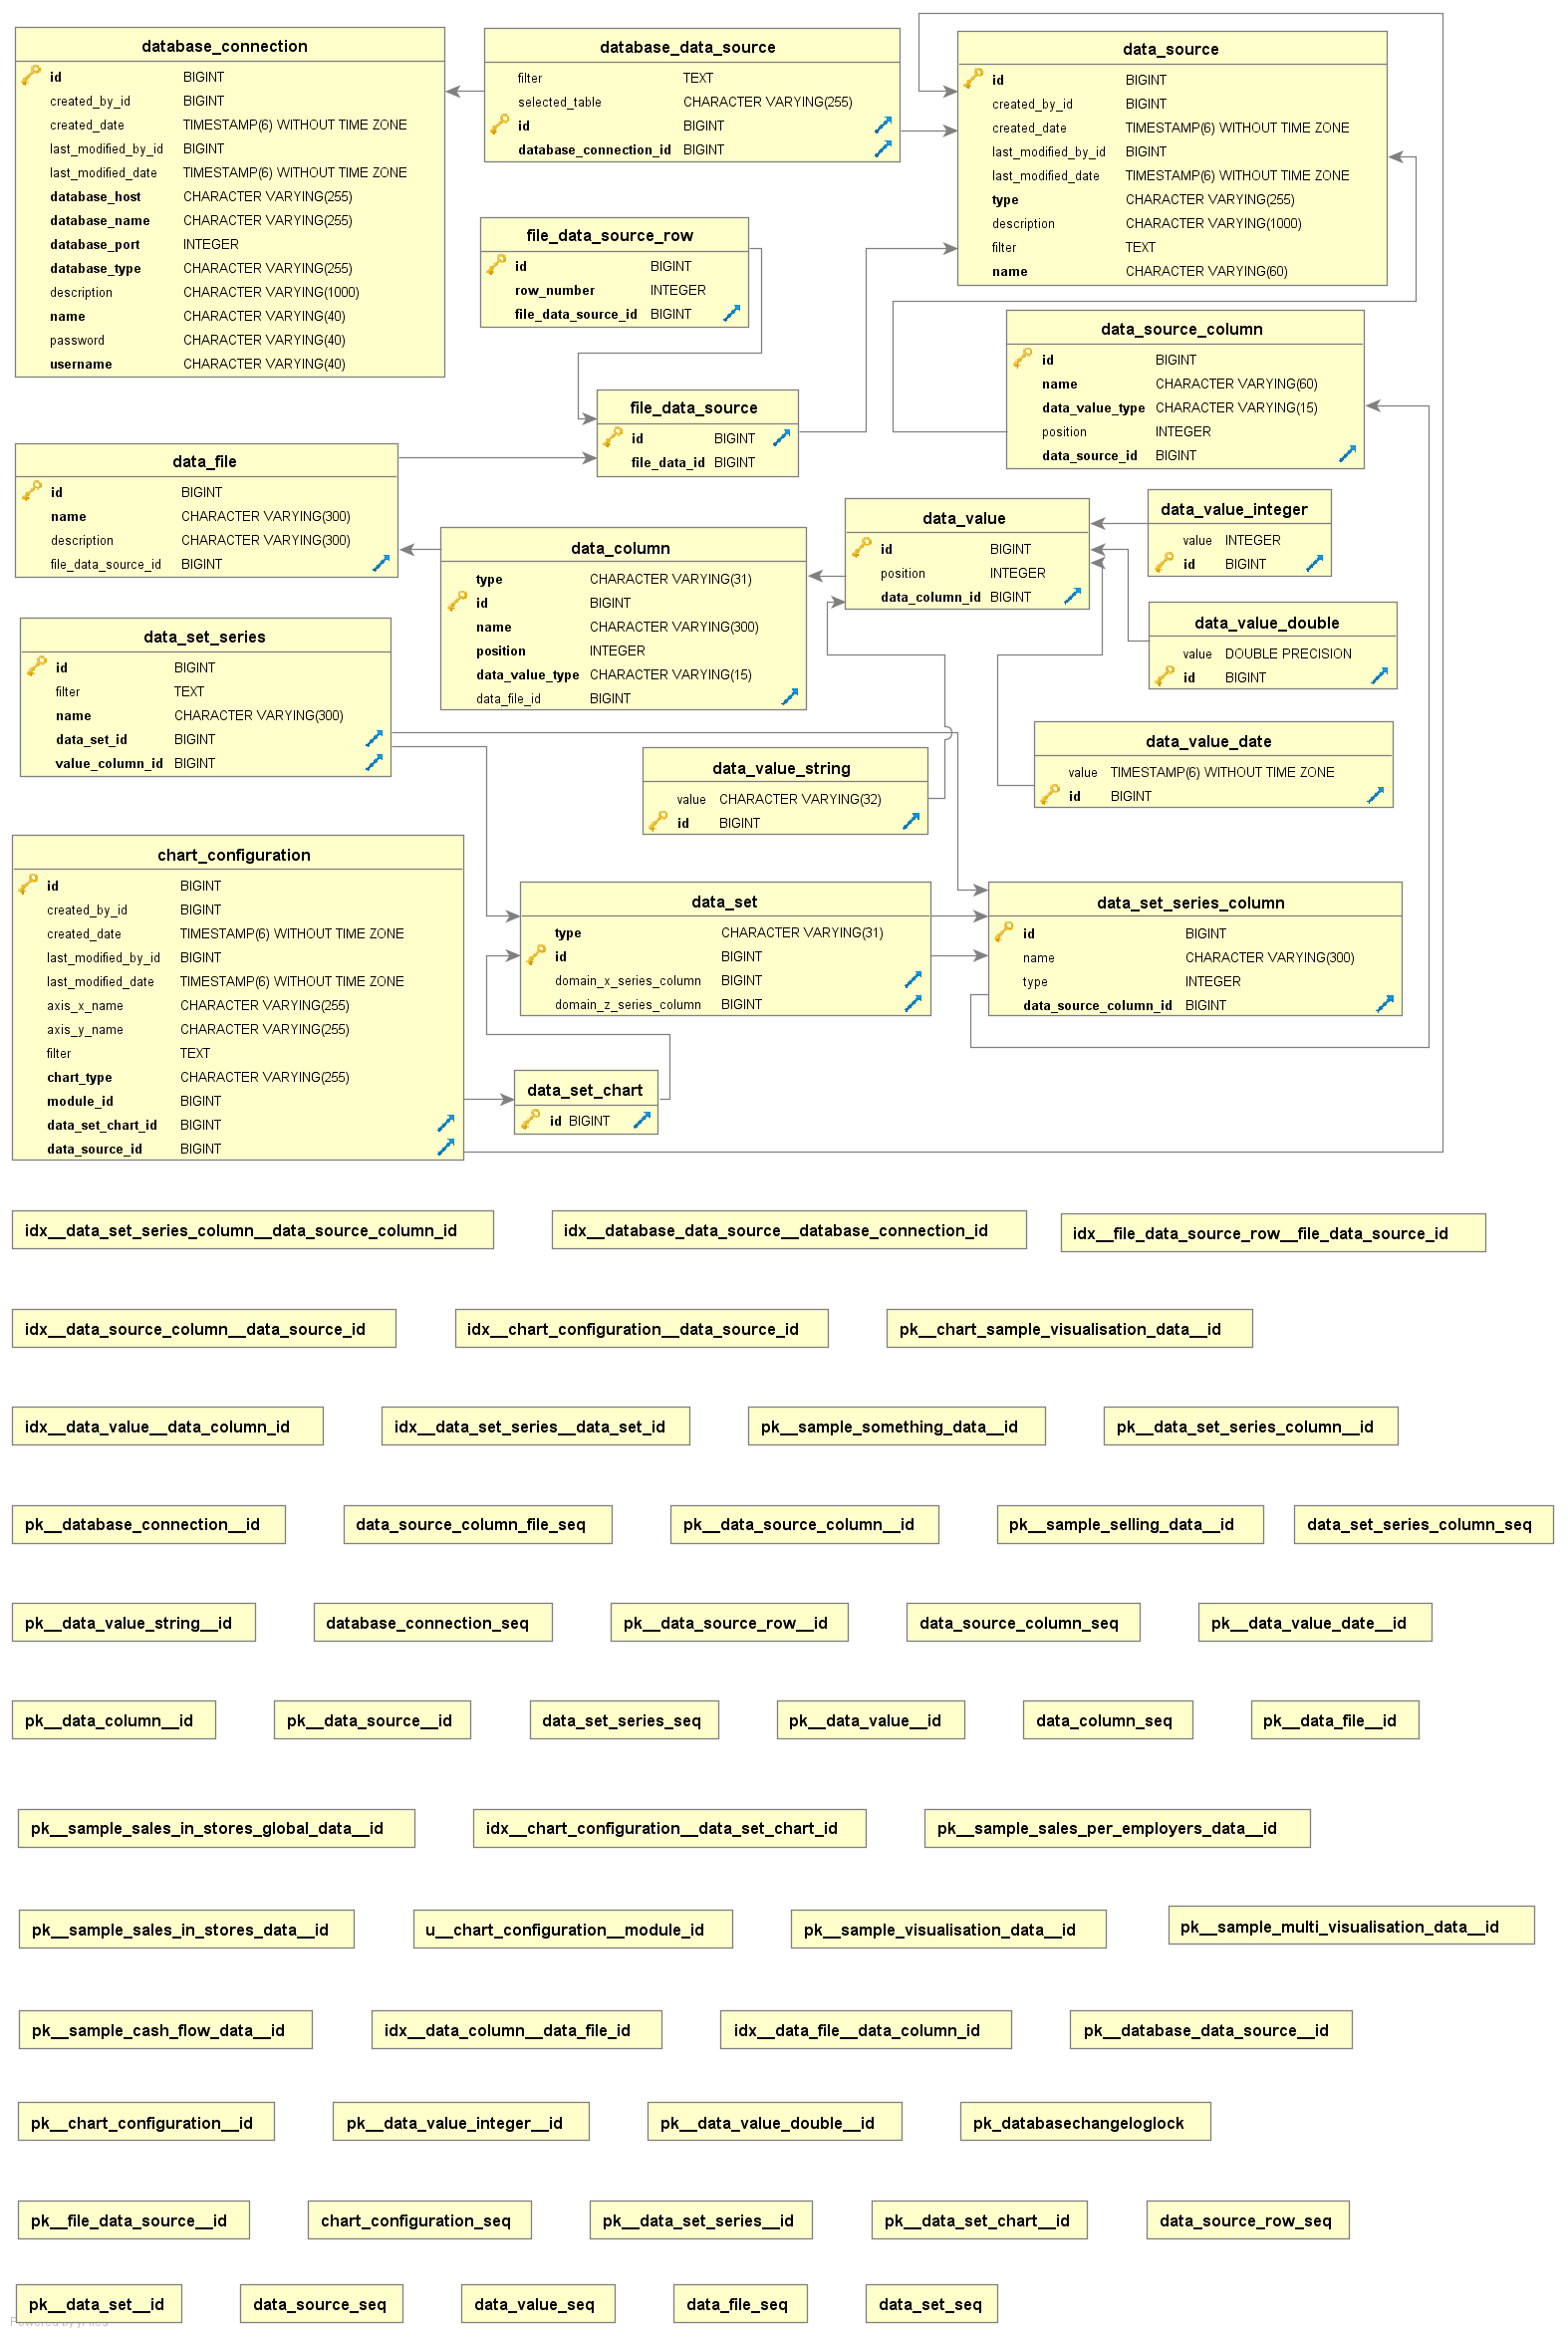 database_connection
id BIGINT
created_by_id BIGINT
created_date TIMESTAMP(6) WITHOUT TIME ZONE
last_modified_by_id BIGINT
last_modified_date TIMESTAMP(6) WITHOUT TIME ZONE
database_host CHARACTER VARYING(255)
database_name CHARACTER VARYING(255)
database_port INTEGER
database_type CHARACTER VARYING(255)
description CHARACTER VARYING(1000)
name CHARACTER VARYING(40)
password CHARACTER VARYING(40)
username CHARACTER VARYING(40)
database_data_source
filter TEXT
selected_table CHARACTER VARYING(255)
id BIGINT
database_connection_id BIGINT
data_source
id BIGINT
created_by_id BIGINT
created_date TIMESTAMP(6) WITHOUT TIME ZONE
last_modified_by_id BIGINT
last_modified_date TIMESTAMP(6) WITHOUT TIME ZONE
type CHARACTER VARYING(255)
description CHARACTER VARYING(1000)
filter TEXT
name CHARACTER VARYING(60)
file_data_source_row
id BIGINT
row_number INTEGER
file_data_source_id BIGINT
data_source_column
id BIGINT
name CHARACTER VARYING(60)
data_value_type CHARACTER VARYING(15)
position INTEGER
data_source_id BIGINT
file_data_source
id BIGINT
file_data_id BIGINT
data_file
id BIGINT
name CHARACTER VARYING(300)
description CHARACTER VARYING(300)
file_data_source_id BIGINT
data_column
type CHARACTER VARYING(31)
id BIGINT
name CHARACTER VARYING(300)
position INTEGER
data_value_type CHARACTER VARYING(15)
data_file_id BIGINT
data_value
id BIGINT
position INTEGER
data_column_id BIGINT
data_value_integer
value INTEGER
id BIGINT
data_value_double
value DOUBLE PRECISION
id BIGINT
data_set_series
id BIGINT
filter TEXT
name CHARACTER VARYING(300)
data_set_id BIGINT
value_column_id BIGINT
data_value_date
value TIMESTAMP(6) WITHOUT TIME ZONE
id BIGINT
data_value_string
value CHARACTER VARYING(32)
id BIGINT
chart_configuration
id BIGINT
created_by_id BIGINT
created_date TIMESTAMP(6) WITHOUT TIME ZONE
last_modified_by_id BIGINT
last_modified_date TIMESTAMP(6) WITHOUT TIME ZONE
axis_x_name CHARACTER VARYING(255)
axis_y_name CHARACTER VARYING(255)
filter TEXT
chart_type CHARACTER VARYING(255)
module_id BIGINT
data_set_chart_id BIGINT
data_source_id BIGINT
data_set
type CHARACTER VARYING(31)
id BIGINT
domain_x_series_column BIGINT
domain_z_series_column BIGINT
data_set_series_column
id BIGINT
name CHARACTER VARYING(300)
type INTEGER
data_source_column_id BIGINT
data_set_chart
id BIGINT
idx__data_set_series_column__data_source_column_id
idx__database_data_source__database_connection_id
idx__file_data_source_row__file_data_source_id
idx__data_source_column__data_source_id
idx__chart_configuration__data_source_id
pk__chart_sample_visualisation_data__id
idx__data_value__data_column_id
idx__data_set_series__data_set_id
pk__sample_something_data__id
pk__data_set_series_column__id
pk__database_connection__id
data_source_column_file_seq
pk__data_source_column__id
pk__sample_selling_data__id
data_set_series_column_seq
pk__data_value_string__id
database_connection_seq
pk__data_source_row__id
data_source_column_seq
pk__data_value_date__id
pk__data_column__id
pk__data_source__id
data_set_series_seq
pk__data_value__id
data_column_seq
pk__data_file__id
pk__sample_sales_in_stores_global_data__id
idx__chart_configuration__data_set_chart_id
pk__sample_sales_per_employers_data__id
pk__sample_sales_in_stores_data__id
u__chart_configuration__module_id
pk__sample_visualisation_data__id
pk__sample_multi_visualisation_data__id
pk__sample_cash_flow_data__id
idx__data_column__data_file_id
idx__data_file__data_column_id
pk__database_data_source__id
pk__chart_configuration__id
pk__data_value_integer__id
pk__data_value_double__id
pk_databasechangeloglock
pk__file_data_source__id
chart_configuration_seq
pk__data_set_series__id
pk__data_set_chart__id
data_source_row_seq
pk__data_set__id
data_source_seq
data_value_seq
data_file_seq
data_set_seq